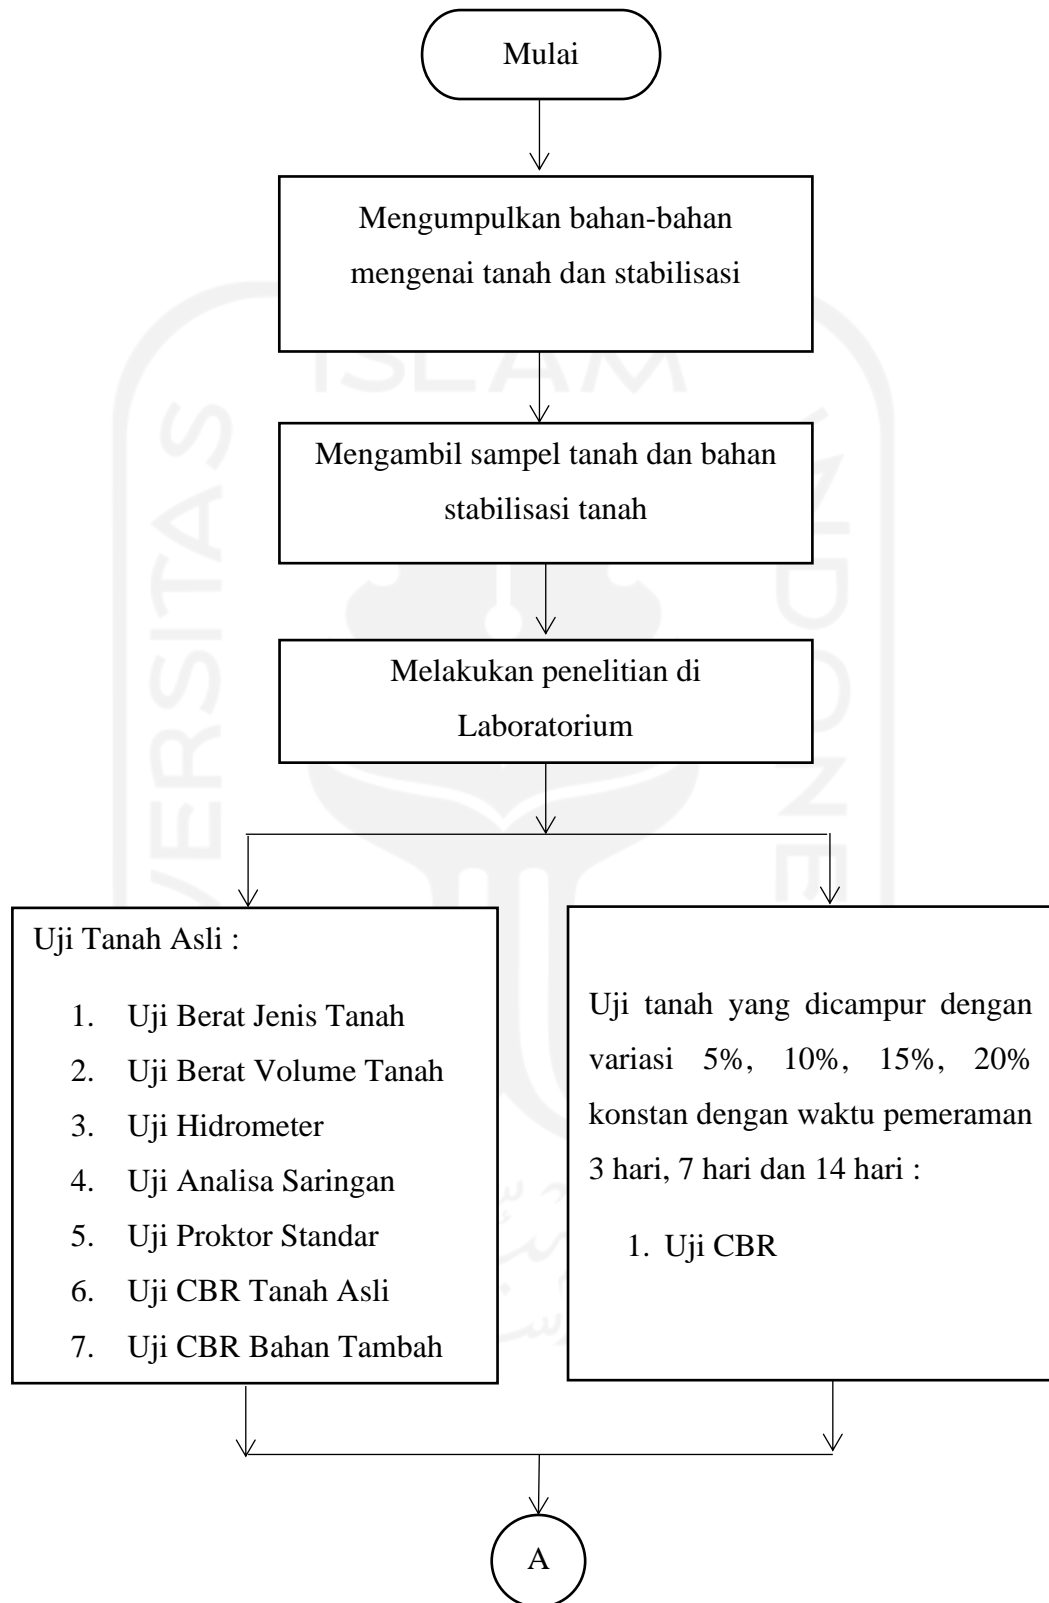 Mulai
Mengumpulkan bahan-bahan
mengenai tanah dan stabilisasi
ISLAM
UNIVERSITAS
INDONESIA
Mengambil sampel tanah dan bahan
stabilisasi tanah
Melakukan penelitian di
Laboratorium
Uji Tanah Asli :
1. Uji Berat Jenis Tanah
2. Uji Berat Volume Tanah
3. Uji Hidrometer
4. Uji Analisa Saringan
5. Uji Proktor Standar
6. Uji CBR Tanah Asli
7. Uji CBR Bahan Tambah
Uji tanah yang dicampur dengan
variasi 5%, 10%, 15%, 20%
konstan dengan waktu pemeraman
3 hari, 7 hari dan 14 hari :
1. Uji CBR
A